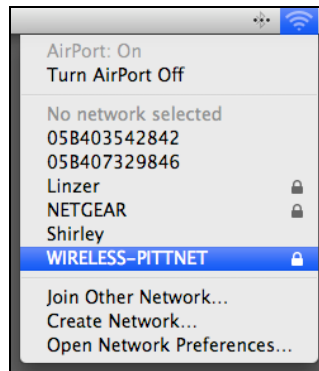 AirPort: On
Turn AirPort Off
No network selected
05B403542842
05B407329846
Linzer
NETGEAR
Shirley
WIRELESS-PITTNET
Join Other Network...
Create Network...
Open Network Preferences...